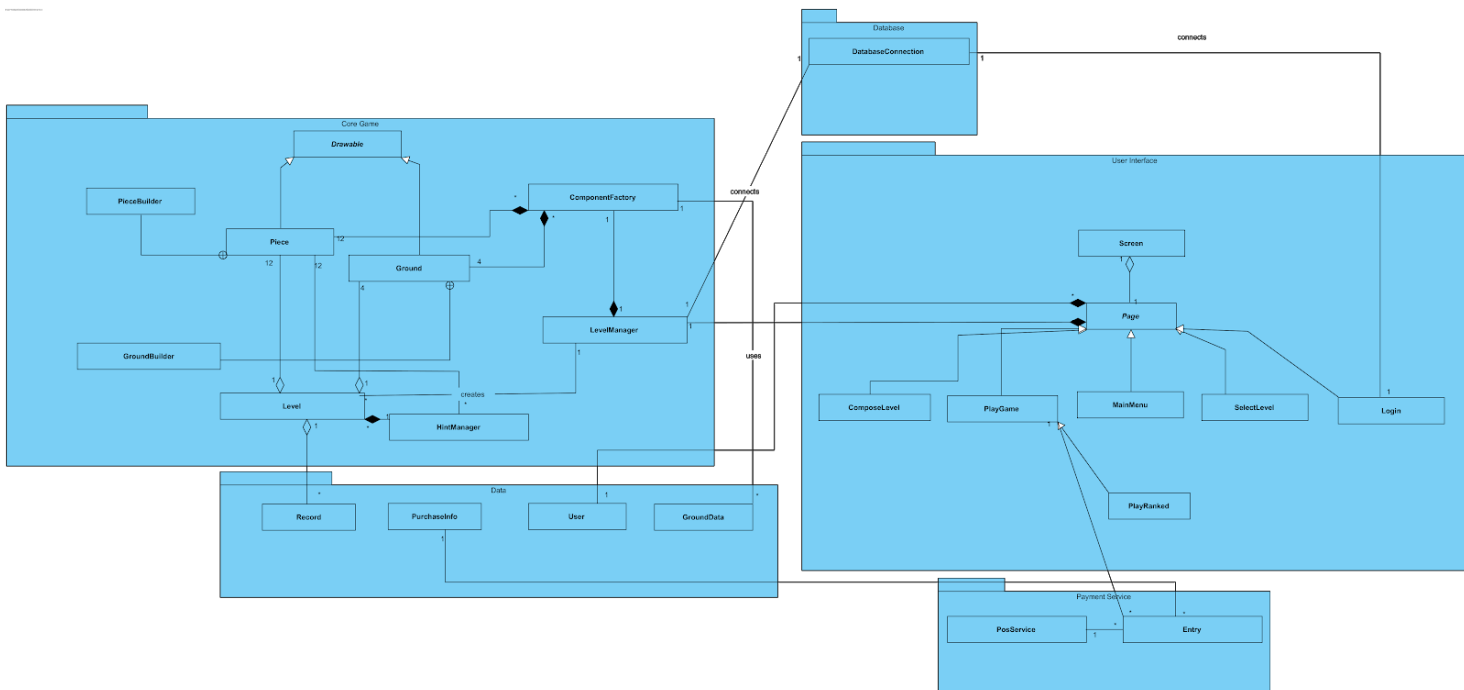 Database
DatabaseConnection
1
1
connects
Core Game
Drawable
User Interface
PieceBuilder
*
ComponentFactory
connects
1
1
*
12
Piece
Screen
12
12
4
Ground
1
4
*
1
Page
1
1
LevelManager
1
GroundBuilder
1
uses
1
1
creates
*
*
Level
1
*
HintManager
1
ComposeLevel
PlayGame
1
MainMenu
SelectLevel
1
Login
Data
*
1
*
Record
PurchaseInfo
User
GroundData
1
PlayRanked
Payment Service
*
*
PosService
1
*
Entry